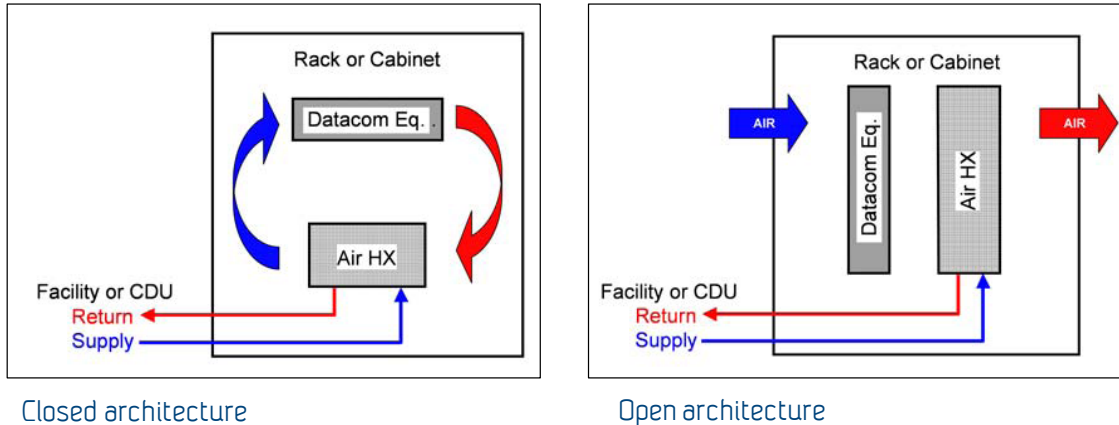 Rack or Cabinet
Datacom Eq. .
Air HX
Facility or CDU
Return
Supply
Closed architecture
Rack or Cabinet
AIR
Datacom Eq.
Air HX
AIR
Facility or CDU
Return
Supply
Open architecture